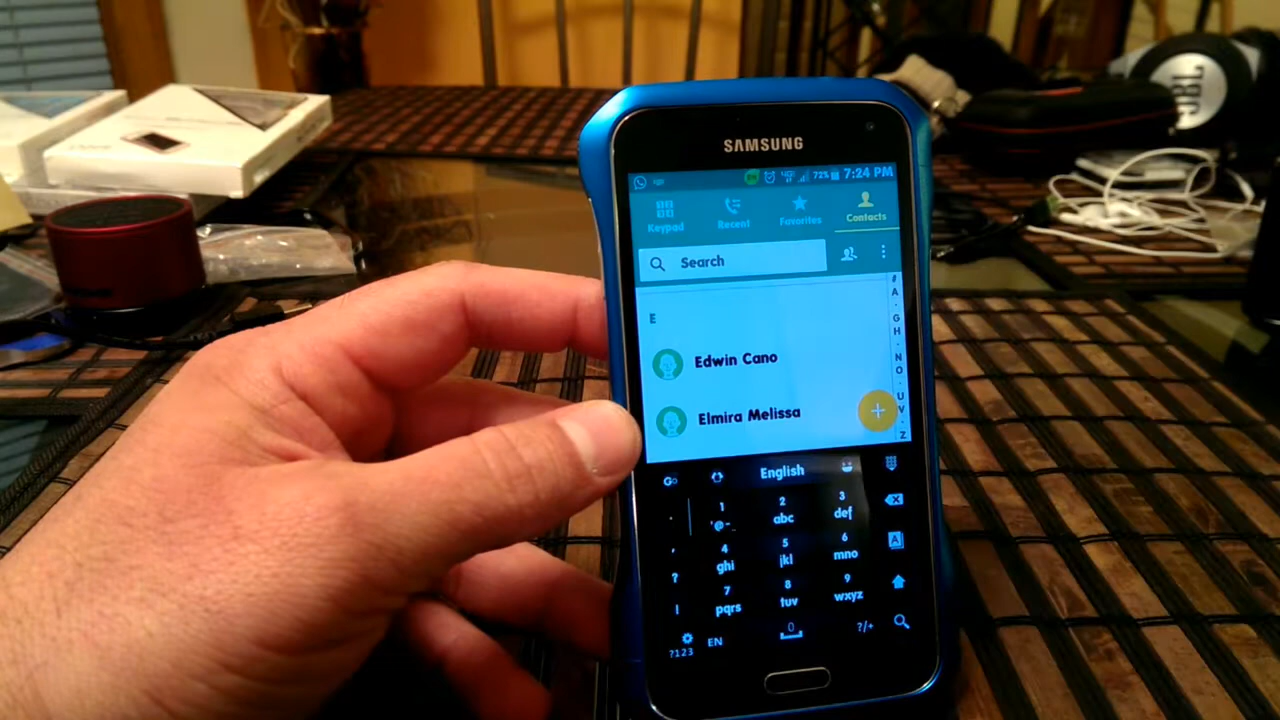 SAMSUNG
72% 7:24 PM
Keypad Recent Favorites Contacts
Search
E
Edwin Cano
Elmira Melissa
#
A
G
H
N
O
U
V
Z
English
1 2 3
'@-_ abc def
4 5 6
ghi jkl mno
7 8 9
pqrs tuv wxyz
EN 0 ?/+
?123
JBL